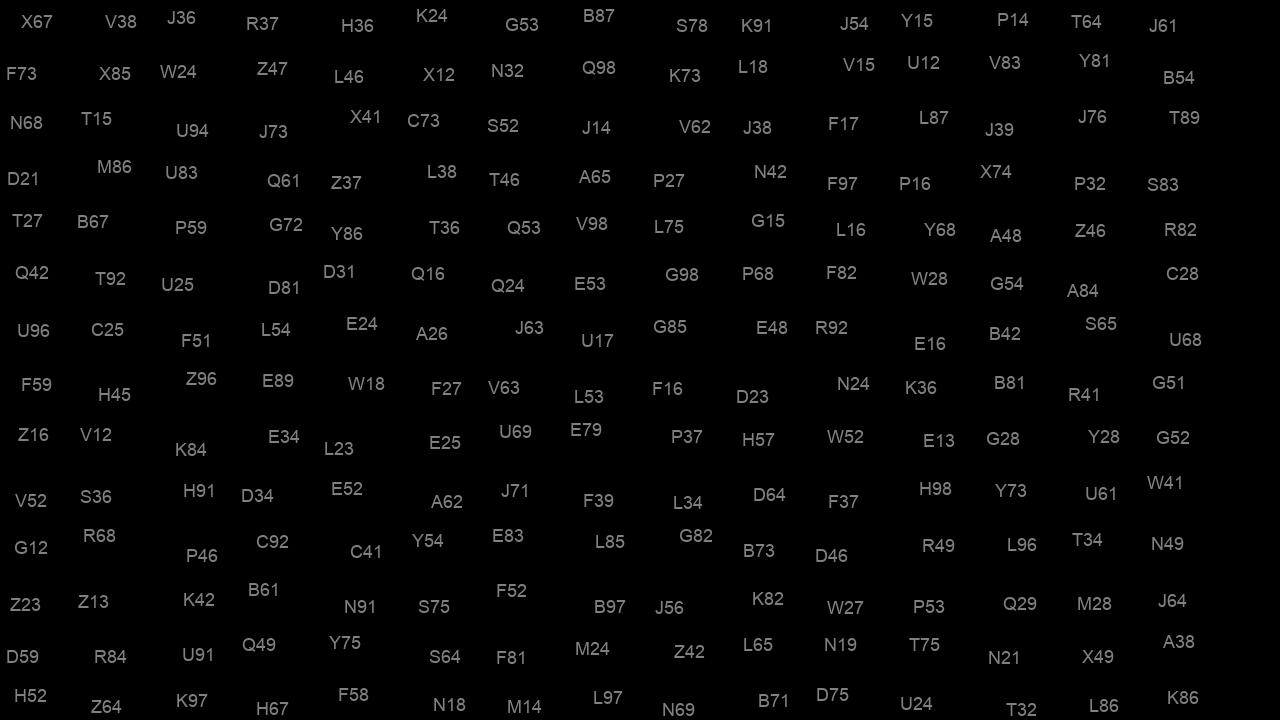 X67 V38 J36 R37 H36 K24 G53 B87 S78 K91 J54 Y15 P14 T64 J61
F73 X85 W24 Z47 L46 X12 N32 Q98 K73 L18 V15 U12 V83 Y81 B54
N68 T15 U94 J73 X41 C73 S52 J14 V62 J38 F17 L87 J39 J76 T89
D21 M86 U83 Q61 Z37 L38 T46 A65 P27 N42 F97 P16 X74 P32 S83
T27 B67 P59 G72 Y86 T36 Q53 V98 L75 G15 L16 Y68 A48 Z46 R82
Q42 T92 U25 D81 D31 Q16 Q24 E53 G98 P68 F82 W28 G54 A84 C28
U96 C25 F51 L54 E24 A26 J63 U17 G85 E48 R92 E16 B42 S65 U68
F59 H45 Z96 E89 W18 F27 V63 L53 F16 D23 N24 K36 B81 R41 G51
Z16 V12 K84 E34 L23 E25 U69 E79 P37 H57 W52 E13 G28 Y28 G52
V52 S36 H91 D34 E52 A62 J71 F39 L34 D64 F37 H98 Y73 U61 W41
G12 R68 P46 C92 C41 Y54 E83 L85 G82 B73 D46 R49 L96 T34 N49
Z23 Z13 K42 B61 N91 S75 F52 B97 J56 K82 W27 P53 Q29 M28 J64
D59 R84 U91 Q49 Y75 S64 F81 M24 Z42 L65 N19 T75 N21 X49 A38
H52 Z64 K97 H67 F58 N18 M14 L97 N69 B71 D75 U24 T32 L86 K86